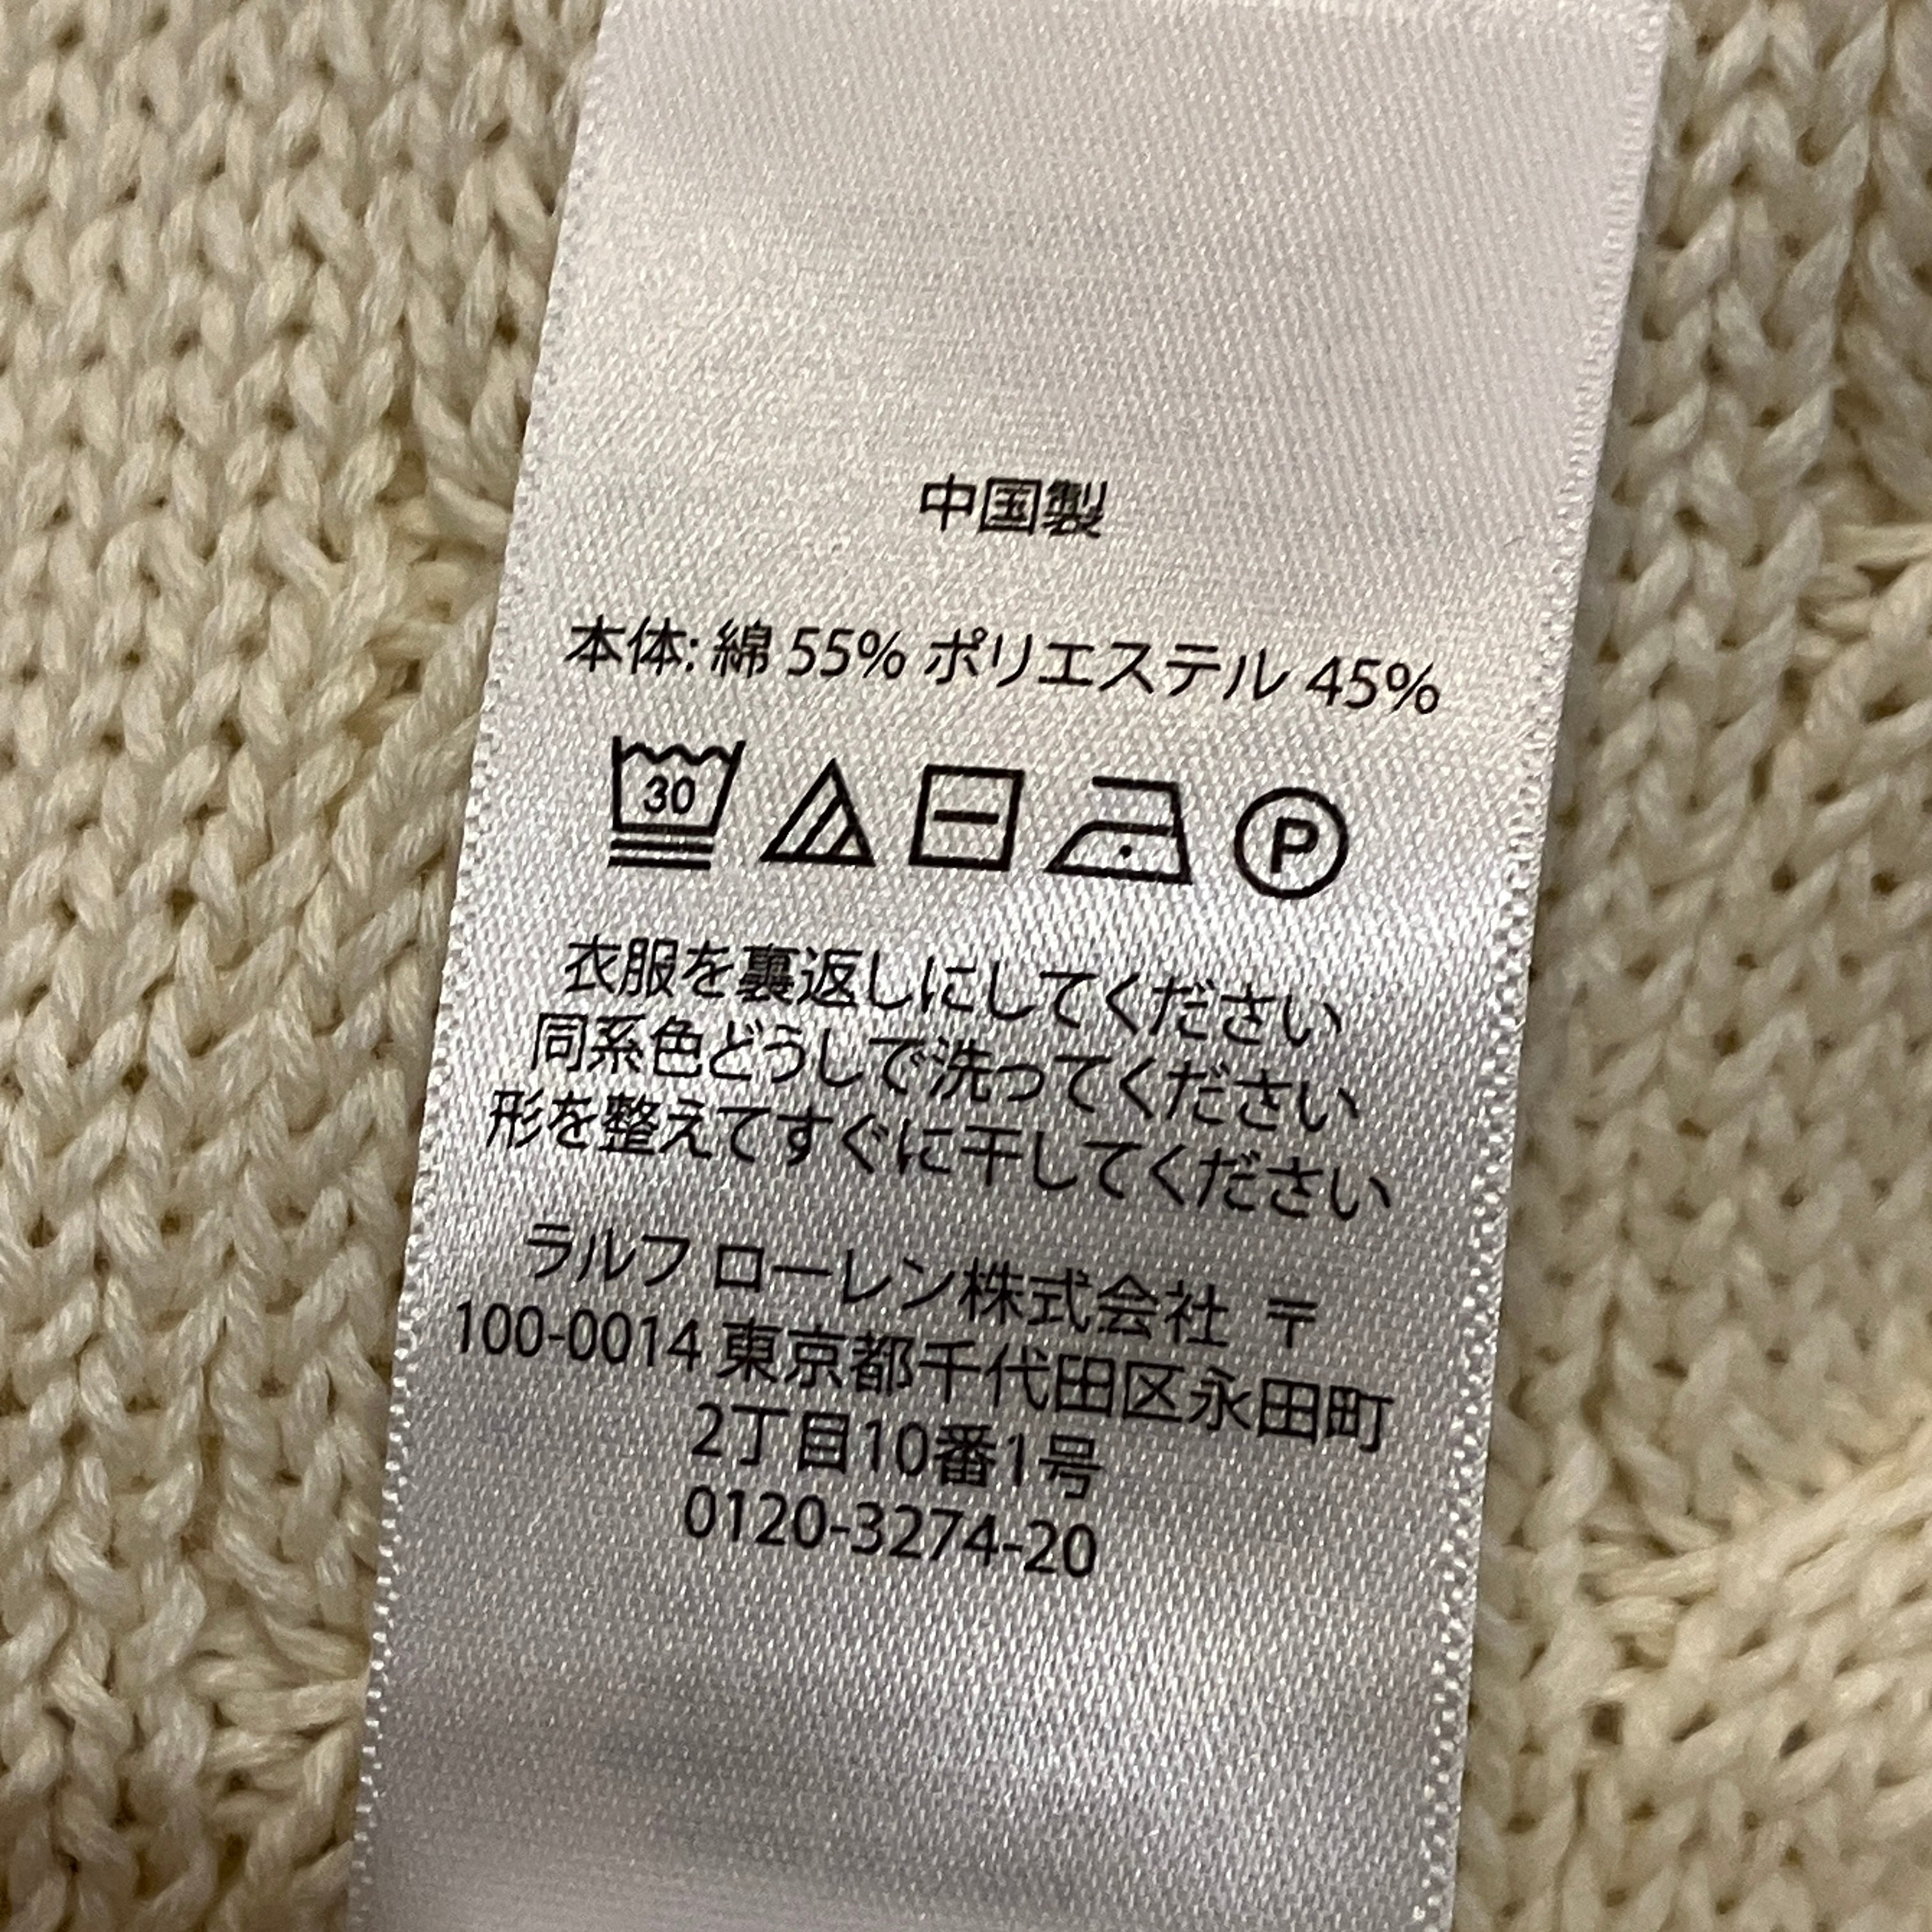 中国製
本体: 綿 55% ポリエステル 45%
30 P
衣服を裏返しにしてください
同系色どうしで洗ってください
形を整えてすぐに干してください
ラルフ ローレン株式会社 〒
100-0014 東京都千代田区永田町
2丁目10番1号
0120-3274-20